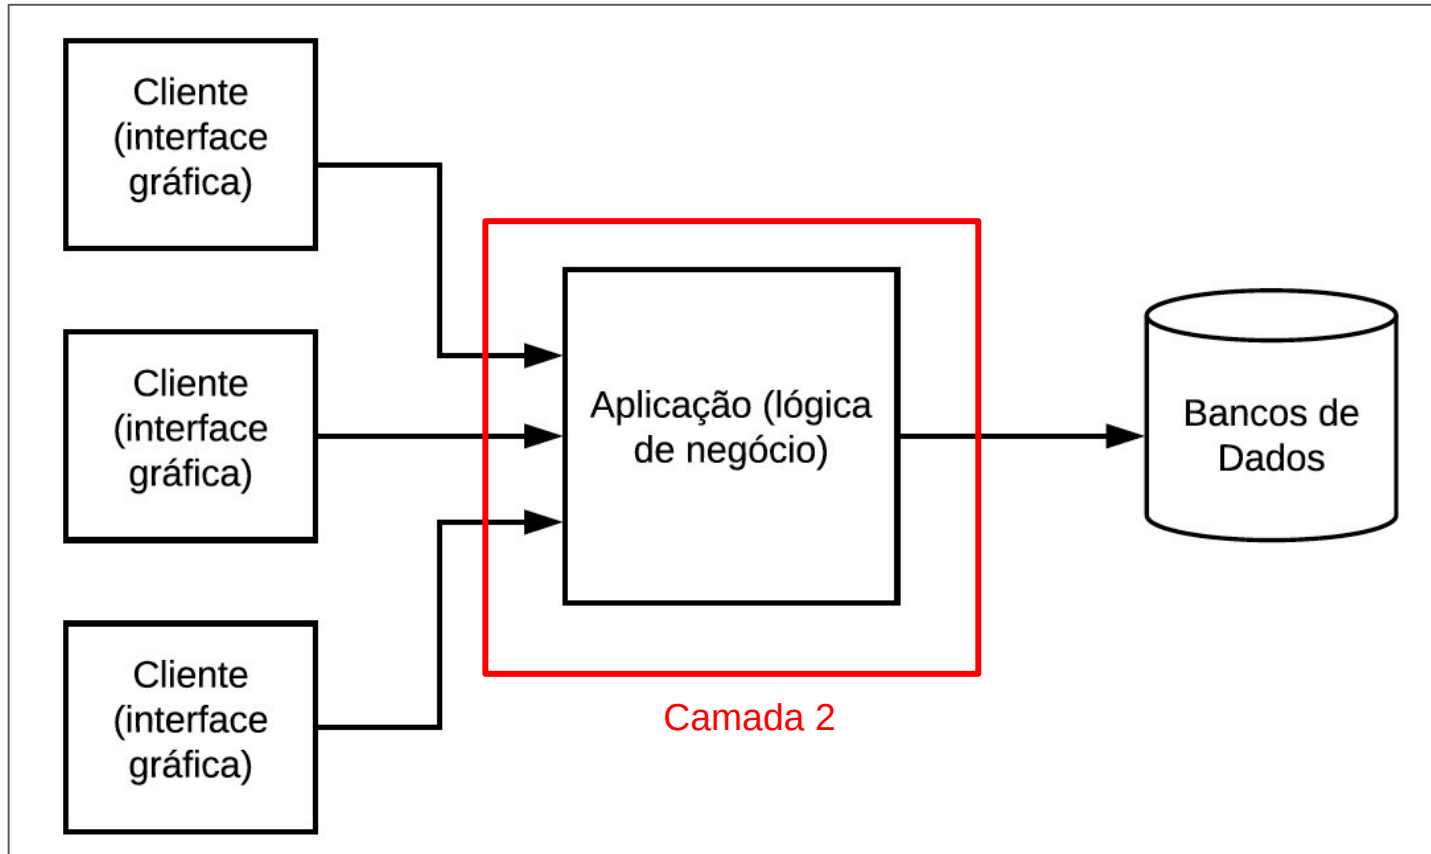 Cliente
(interface
gráfica)
Cliente
(interface
gráfica)
Cliente
(interface
gráfica)
Aplicação (lógica
de negócio)
Camada 2
Bancos de
Dados